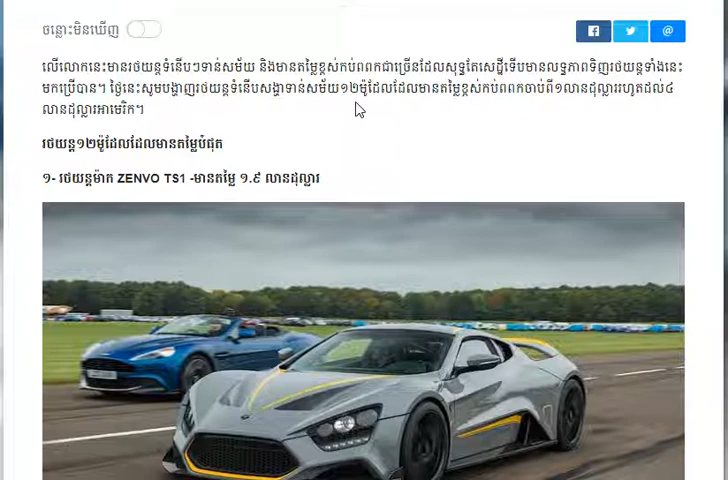 ចន្លោះមិនឃើញ
លើលោកនេះមានរថយន្តទំនើបៗទាន់សម័យ និងមានតម្លៃខ្ពស់កប់ពពកជាច្រើនដែលសុទ្ធតែសេដ្ឋីទើបមានលទ្ធភាពទិញរថយន្តទាំងនេះ
មកប្រើបាន។ ថ្ងៃនេះសូមបង្ហាញរថយន្តទំនើបសង្ហាទាន់សម័យ១២ម៉ូដែលដែលមានតម្លៃខ្ពស់កប់ពពកចាប់ពី១លានដុល្លាររហូតដល់៤
លានដុល្លារអាមេរិក។
រថយន្ត១២ម៉ូដែលដែលមានតម្លៃបំផុត
១- រថយន្តម៉ាក ZENVO TS1 -មានតម្លៃ ១.៩ លានដុល្លារ